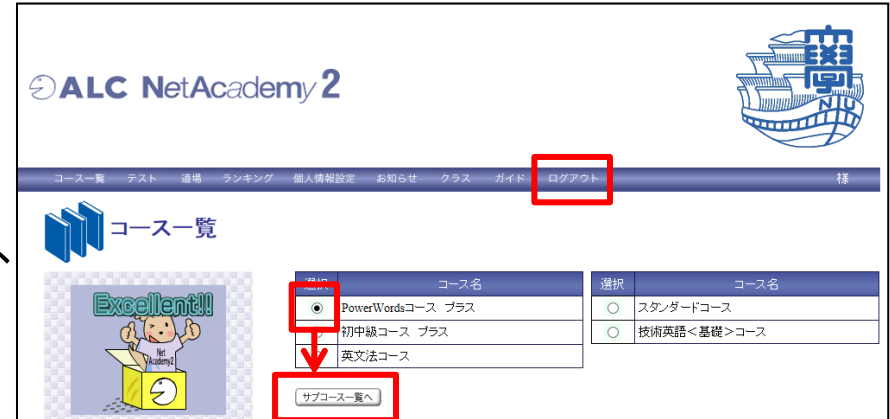 ALC NetAcademy 2
大學
NU
コース一覧 テスト 道場 ランキング 個人情報設定 お知らせ クラス ガイド ログアウト 様
コース一覧
選択 コース名 選択 コース名
PowerWordsコース プラス スタンダードコース
初中級コース プラス 技術英語<基礎>コース
英文法コース
Excellent!!
Net
Academy2
サブコース一覧へ